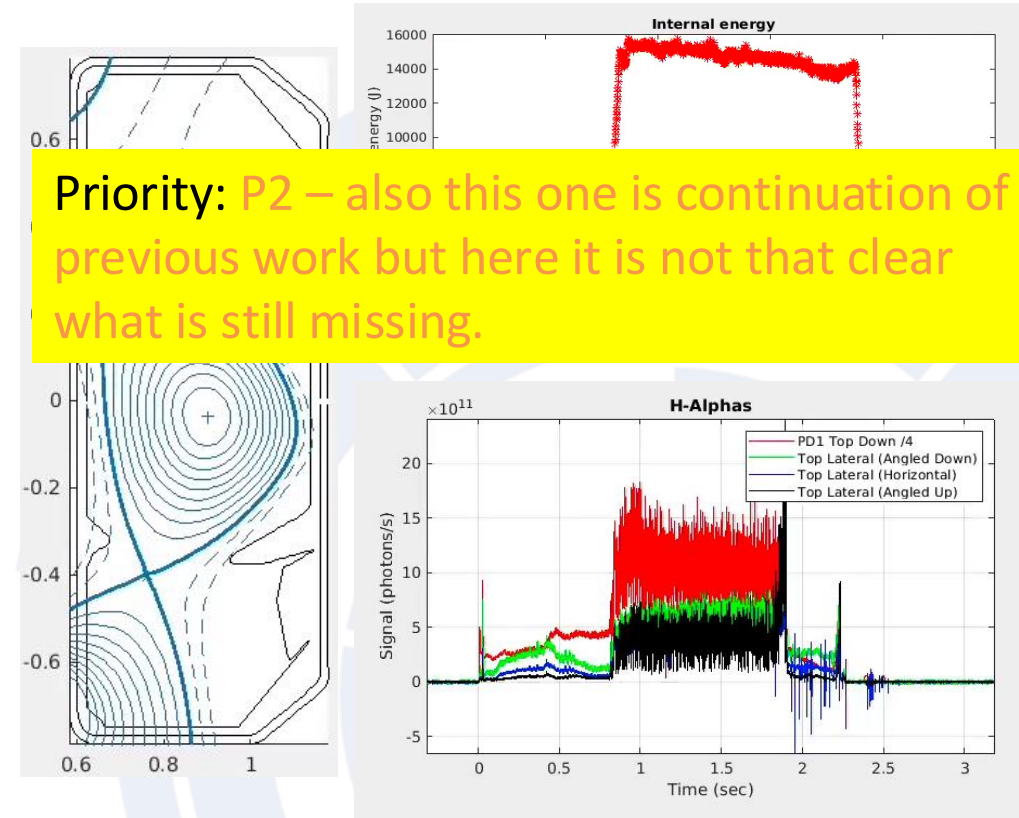 Internal energy
16000
14000
12000
10000
energy (J)
0.6
Priority: P2 – also this one is continuation of
previous work but here it is not that clear
what is still missing.
0
-0.2
-0.4
-0.6
0.6 0.8 1
H-Alphas
×10¹¹
PD1 Top Down /4
Top Lateral (Angled Down)
Top Lateral (Horizontal)
Top Lateral (Angled Up)
20
15
10
5
0
-5
Signal (photons/s)
0 0.5 1 1.5 2 2.5 3
Time (sec)